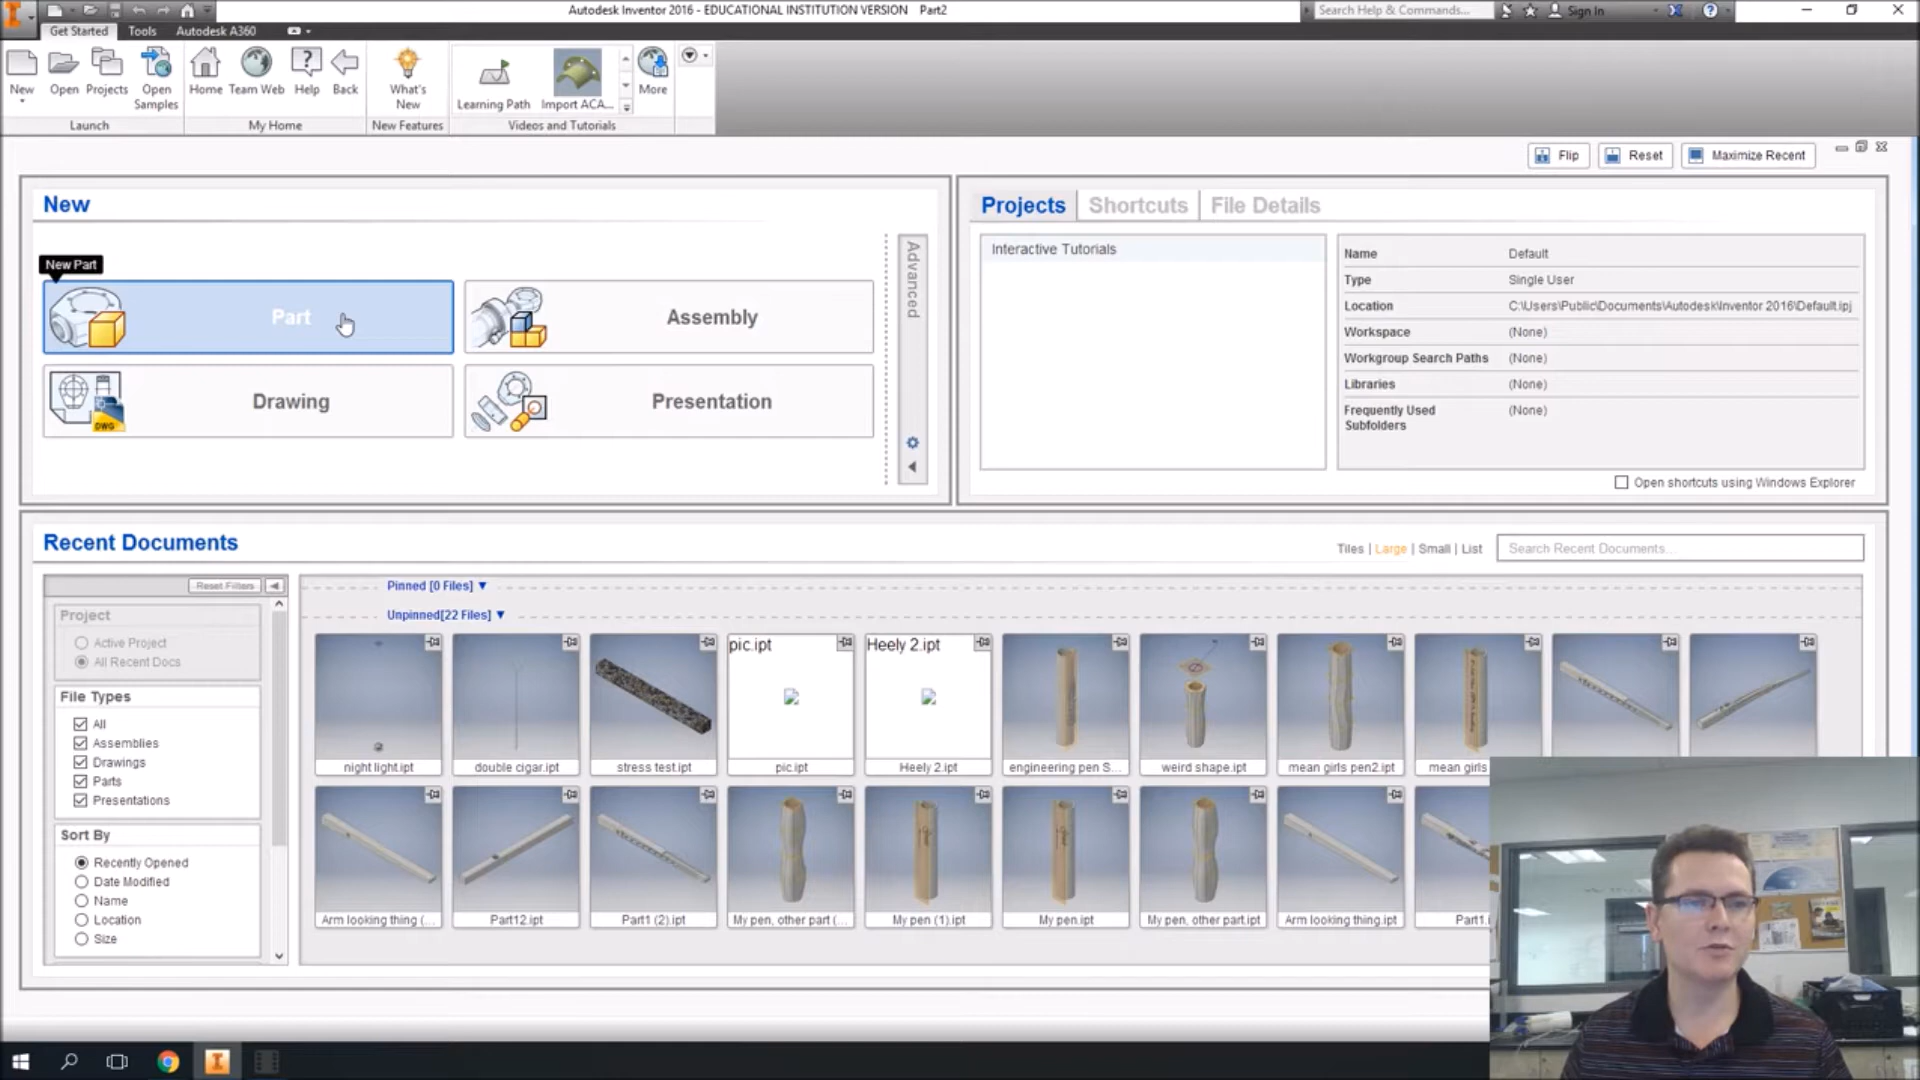 Autodesk Inventor 2016 - EDUCATIONAL INSTITUTION VERSION Part2
Search Help & Commands...
Sign In
Get Started
Tools
Autodesk A360
New
Open
Projects
Open Samples
Home
Team Web
Help
Back
What's New
Learning Path
Import ACA...
More
Launch
My Home
New Features
Videos and Tutorials
Flip
Reset
Maximize Recent
New
New Part
Part
Assembly
Drawing
DWG
Presentation
Advanced
Projects
Shortcuts
File Details
Interactive Tutorials
Name Default
Type Single User
Location C:\Users\Public\Documents\Autodesk\Inventor 2016\Default.ipj
Workspace (None)
Workgroup Search Paths (None)
Libraries (None)
Frequently Used Subfolders (None)
Open shortcuts using Windows Explorer
Recent Documents
Tiles | Large | Small | List
Search Recent Documents...
Reset Filters
Project
Active Project
All Recent Docs
File Types
All
Assemblies
Drawings
Parts
Presentations
Sort By
Recently Opened
Date Modified
Name
Location
Size
Pinned [0 Files]
Unpinned[22 Files]
pic.ipt
Heely 2.ipt
night light.ipt
double cigar.ipt
stress test.ipt
pic.ipt
Heely 2.ipt
engineering pen S...
weird shape.ipt
mean girls pen2.ipt
mean girls
Arm looking thing (...
Part12.ipt
Part1 (2).ipt
My pen, other part (...
My pen (1).ipt
My pen.ipt
My pen, other part.ipt
Arm looking thing.ipt
Part1.i